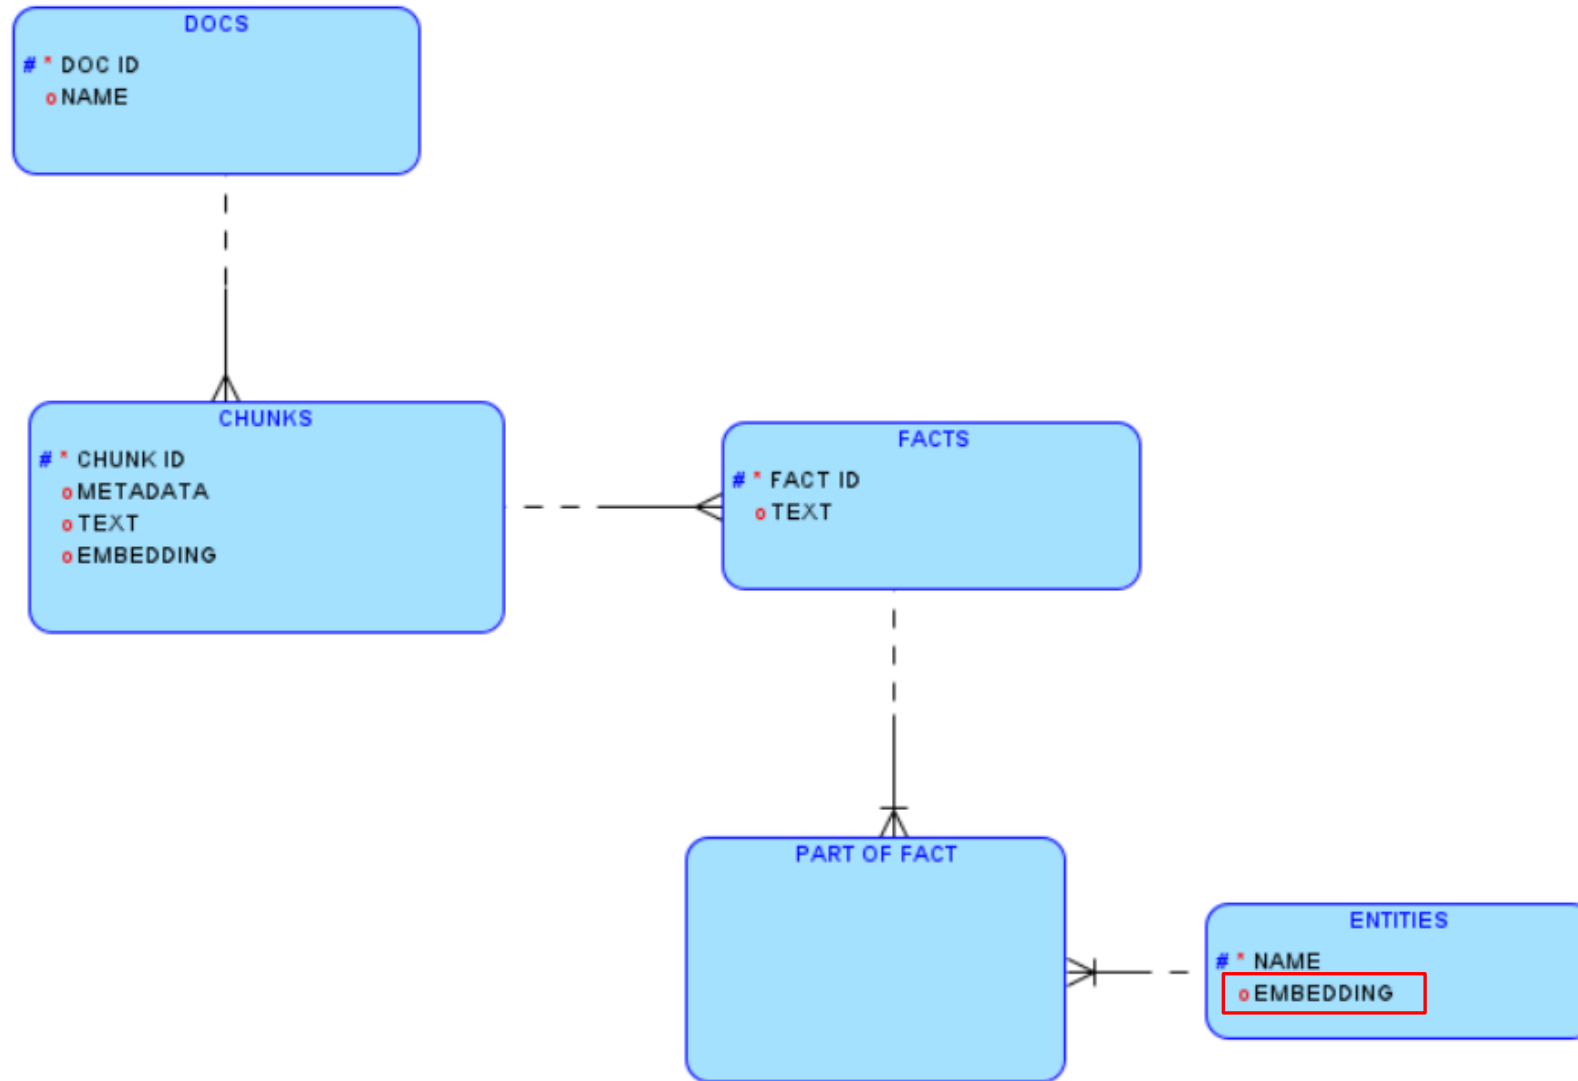 DOCS
# * DOC ID
o NAME
CHUNKS
# * CHUNK ID
o METADATA
o TEXT
o EMBEDDING
FACTS
# * FACT ID
o TEXT
PART OF FACT
ENTITIES
# * NAME
o EMBEDDING